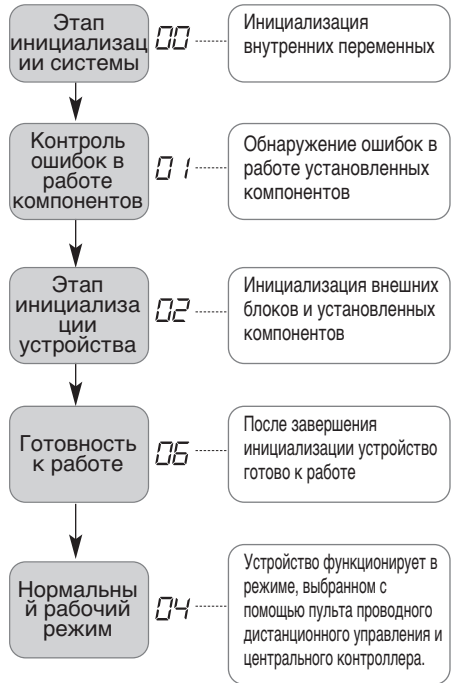 Этап
инициализац
ии системы
00
Инициализация
внутренних переменных
Контроль
ошибок в
работе
компонентов
01
Обнаружение ошибок в
работе установленных
компонентов
Этап
инициализа
ции
устройства
02
Инициализация внешних
блоков и установленных
компонентов
Готовность
к работе
06
После завершения
инициализации устройство
готово к работе
Нормальны
й рабочий
режим
04
Устройство функционирует в
режиме, выбранном с
помощью пульта проводного
дистанционного управления и
центрального контроллера.